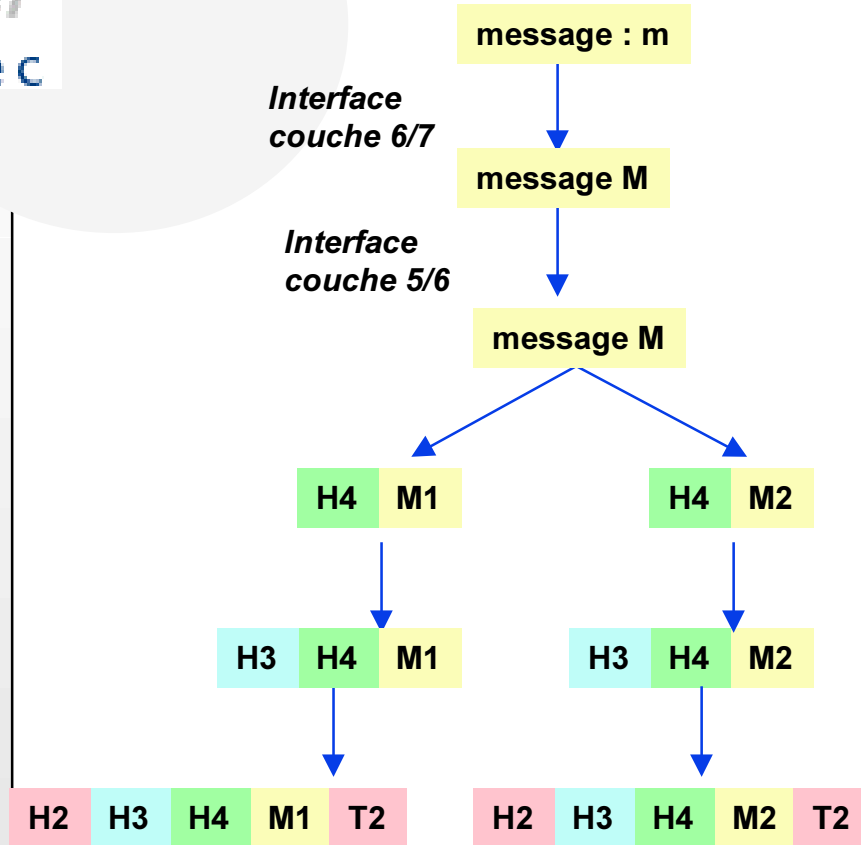 message : m
Interface
couche 6/7
message M
Interface
couche 5/6
message M
H4 M1 H4 M2
H3 H4 M1 H3 H4 M2
H2 H3 H4 M1 T2 H2 H3 H4 M2 T2